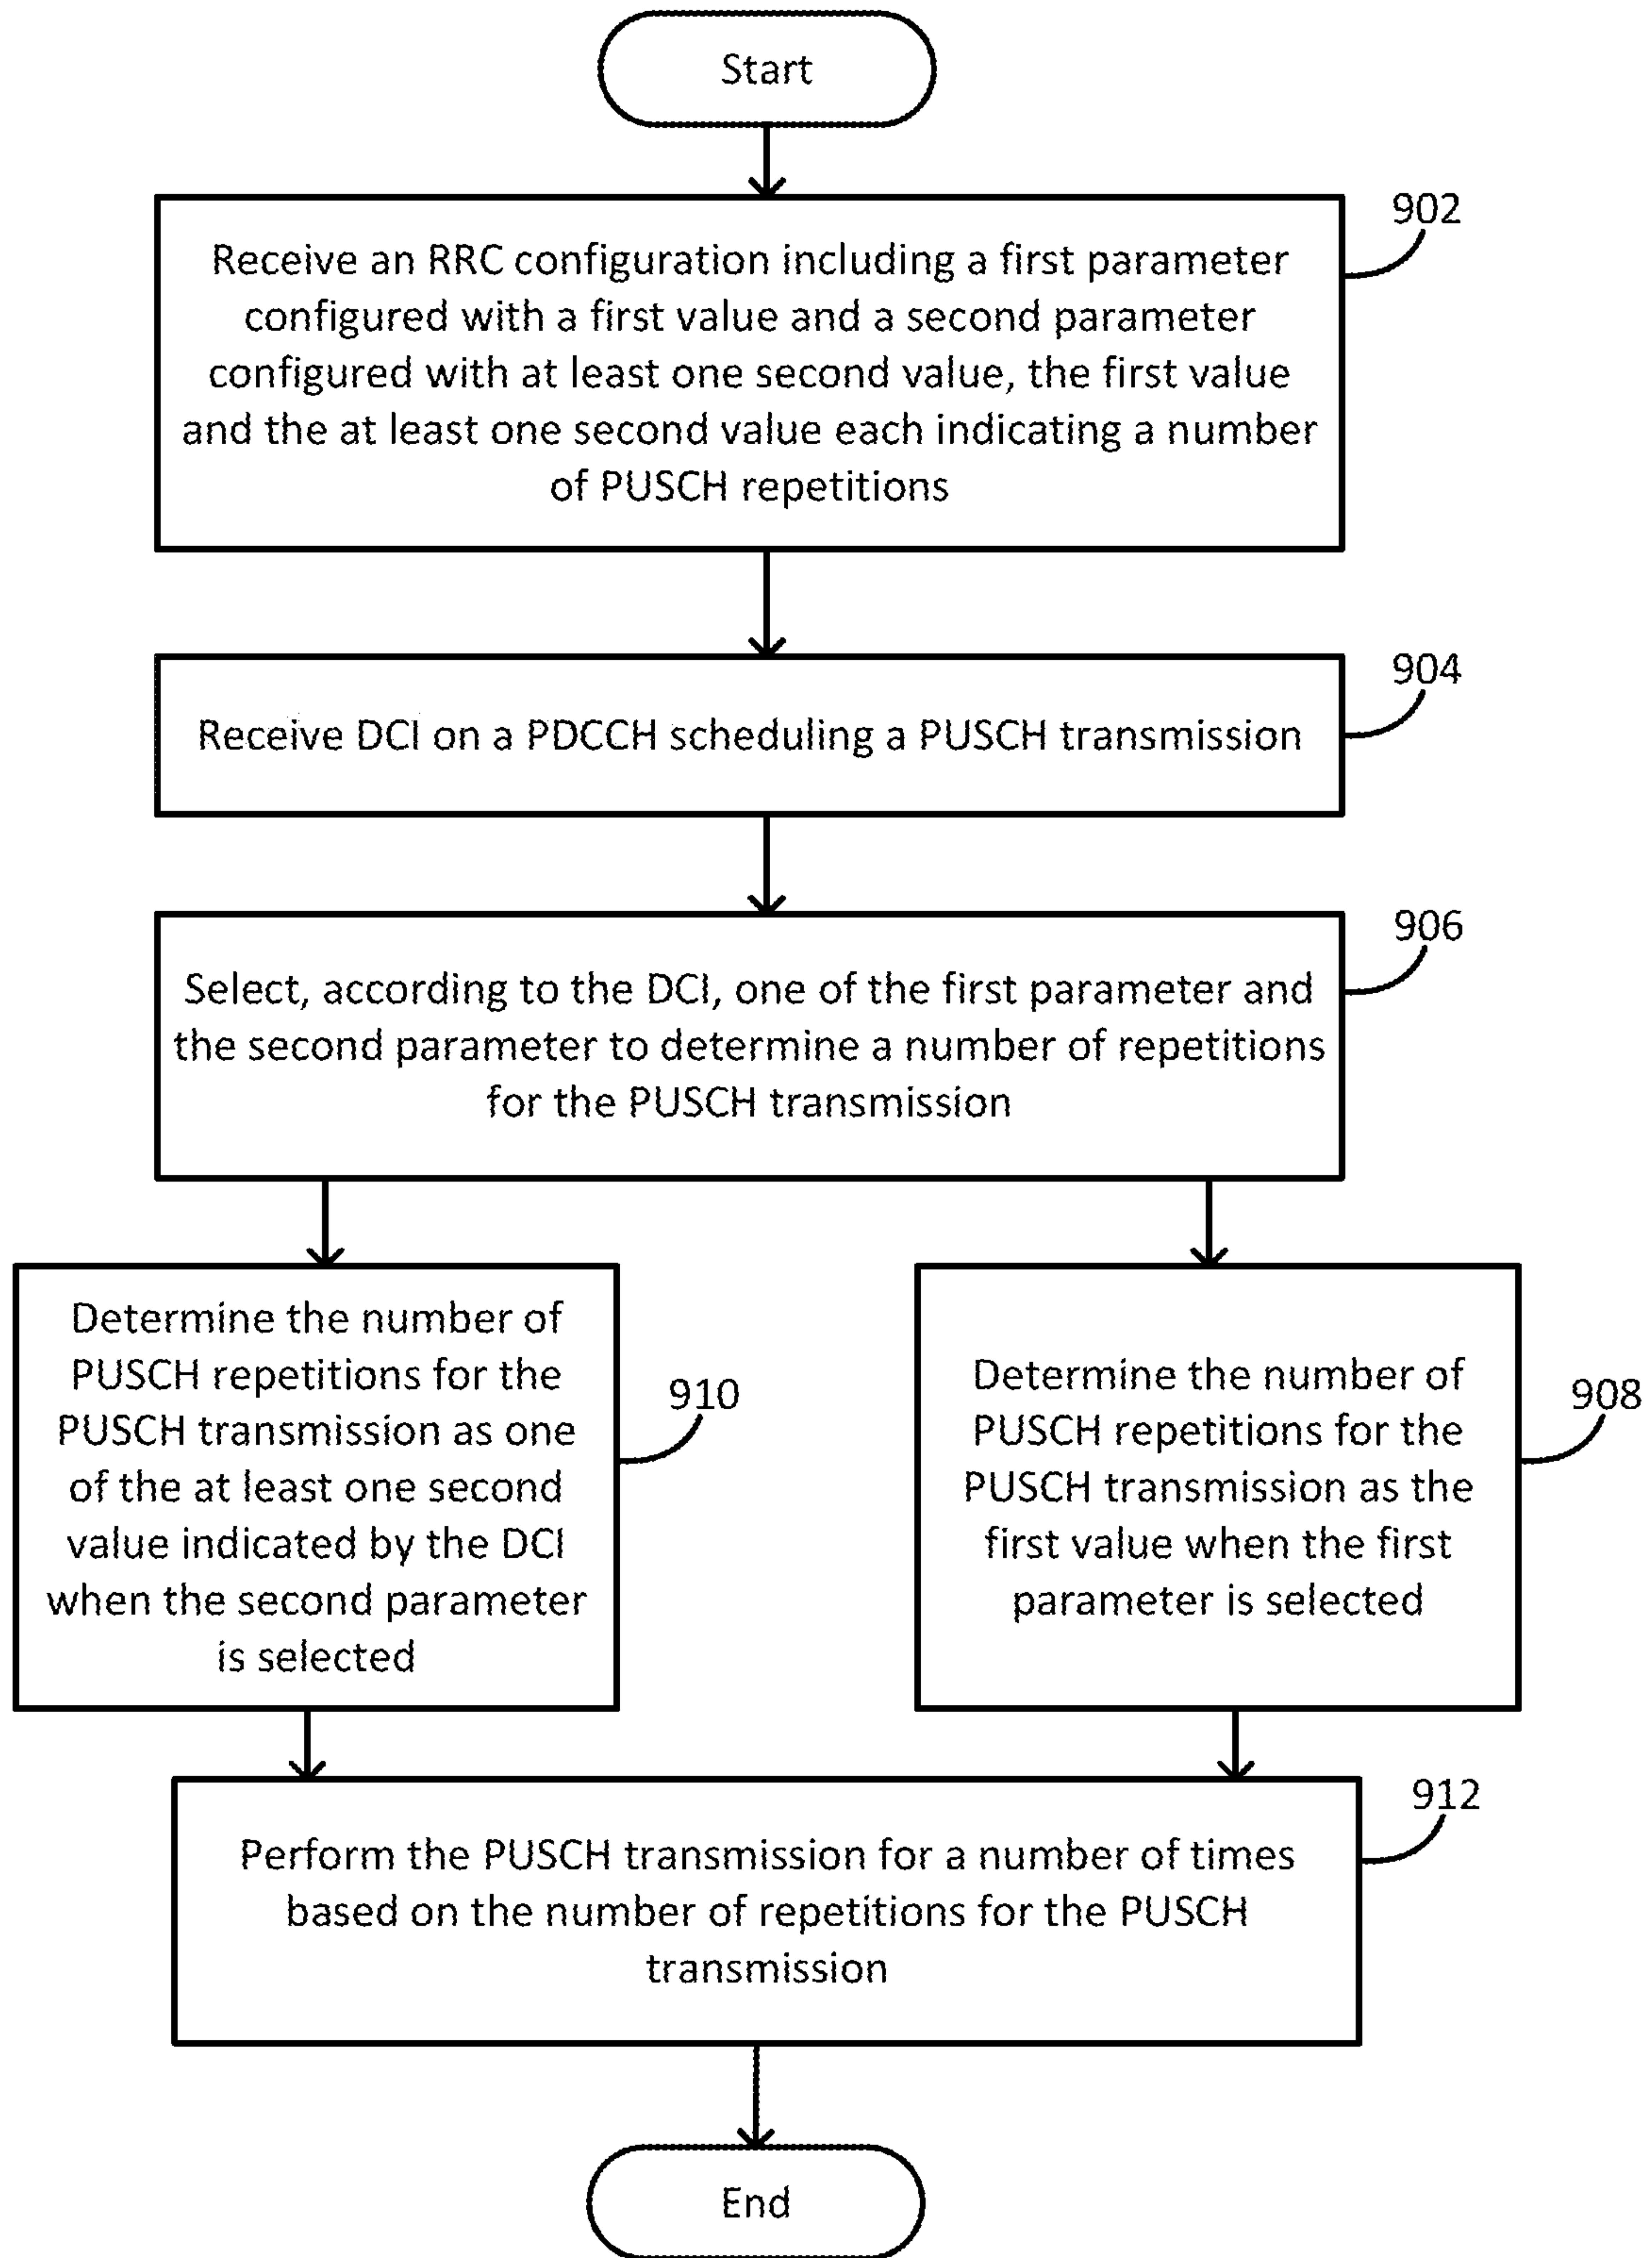 Start
902
Receive an RRC configuration including a first parameter
configured with a first value and a second parameter
configured with at least one second value, the first value
and the at least one second value each indicating a number
of PUSCH repetitions
904
Receive DCI on a PDCCH scheduling a PUSCH transmission
906
Select, according to the DCI, one of the first parameter and
the second parameter to determine a number of repetitions
for the PUSCH transmission
Determine the number of
PUSCH repetitions for the
PUSCH transmission as one
of the at least one second
value indicated by the DCI
when the second parameter
is selected
910
Determine the number of
PUSCH repetitions for the
PUSCH transmission as the
first value when the first
parameter is selected
908
912
Perform the PUSCH transmission for a number of times
based on the number of repetitions for the PUSCH
transmission
End